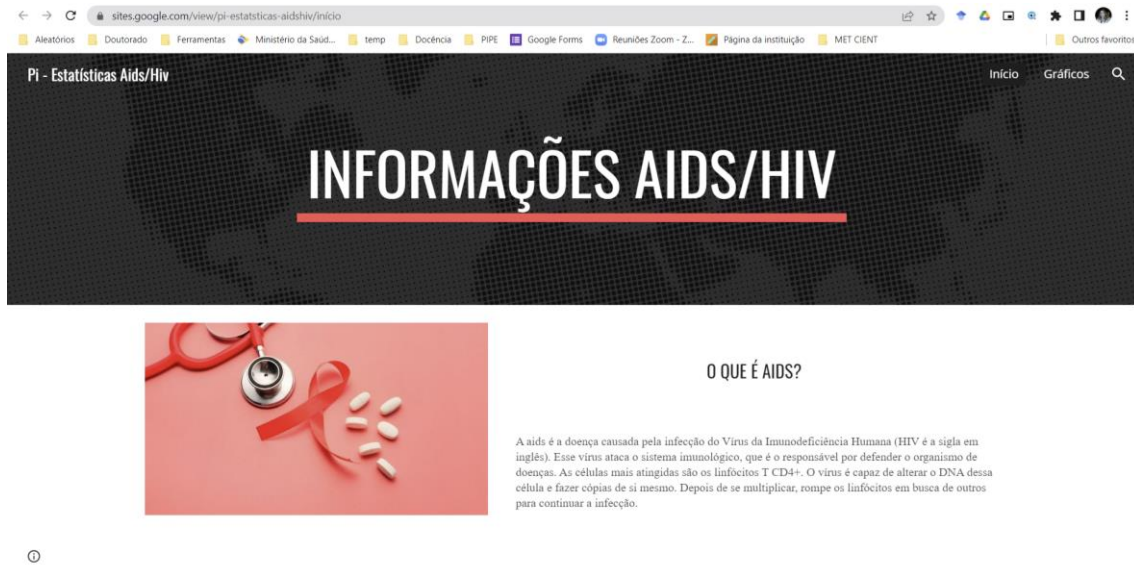 sites.google.com/view/pi-estatsticas-aidshiv/início
Aleatórios Doutorado Ferramentas Ministério da Saúd... temp Docência PIPE Google Forms Reuniões Zoom - Z... Página da instituição MET CIENT Outros favoritos
Pi - Estatísticas Aids/Hiv Início Gráficos
INFORMAÇÕES AIDS/HIV
O QUE É AIDS?
A aids é a doença causada pela infecção do Vírus da Imunodeficiência Humana (HIV é a sigla em
inglês). Esse vírus ataca o sistema imunológico, que é o responsável por defender o organismo de
doenças. As células mais atingidas são os linfócitos T CD4+. O vírus é capaz de alterar o DNA dessa
célula e fazer cópias de si mesmo. Depois de se multiplicar, rompe os linfócitos em busca de outros
para continuar a infecção.